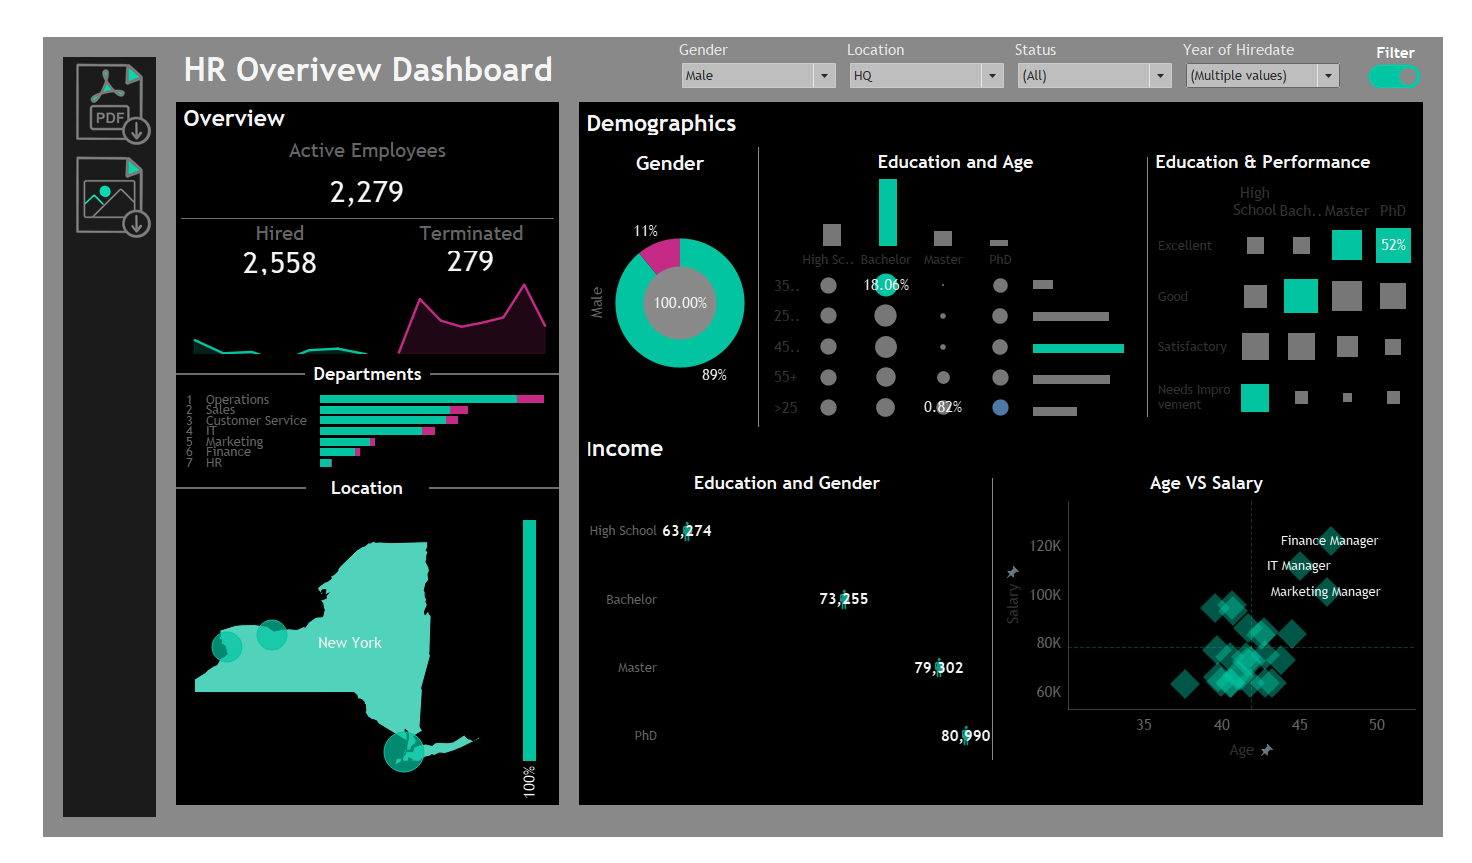 HR Overivew Dashboard
Gender
Location
Status
Year of Hiredate
Filter
Male
HQ
(All)
(Multiple values)
PDF
Overview
Active Employees
2,279
Hired
Terminated
2,558
279
Departments
1 Operations
2 Sales
3 Customer Service
4 IT
5 Marketing
6 Finance
7 HR
Location
New York
100%
Demographics
Gender
11%
Male
100.00%
89%
Education and Age
High Sc.. Bachelor Master PhD
35..
18.06%
25..
45..
55+
>25
0.82%
Education & Performance
High
School Bach.. Master PhD
Excellent
52%
Good
Satisfactory
Needs Impro
vement
Income
Education and Gender
High School 63,274
Bachelor 73,255
Master 79,302
PhD 80,990
Age VS Salary
Finance Manager
120K
IT Manager
Marketing Manager
100K
Salary
80K
60K
35 40 45 50
Age